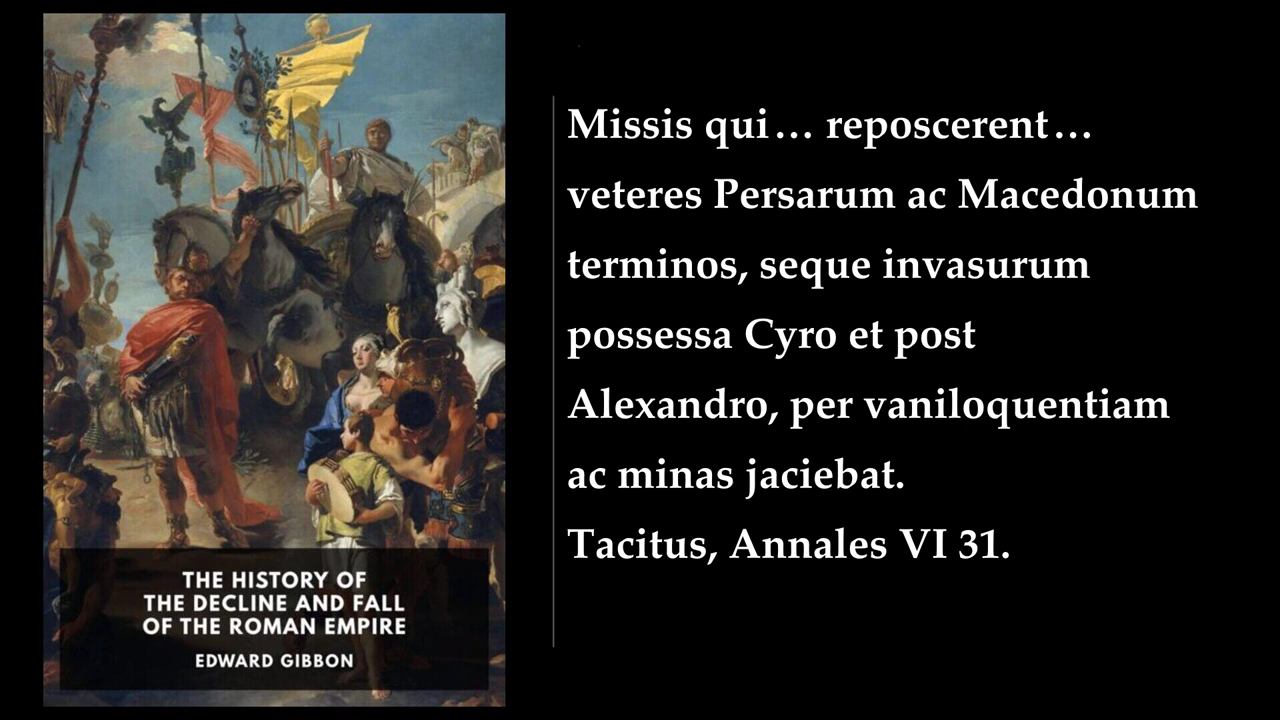 THE HISTORY OF
THE DECLINE AND FALL
OF THE ROMAN EMPIRE
EDWARD GIBBON
Missis qui… reposcerent…
veteres Persarum ac Macedonum
terminos, seque invasurum
possessa Cyro et post
Alexandro, per vaniloquentiam
ac minas jaciebat.
Tacitus, Annales VI 31.